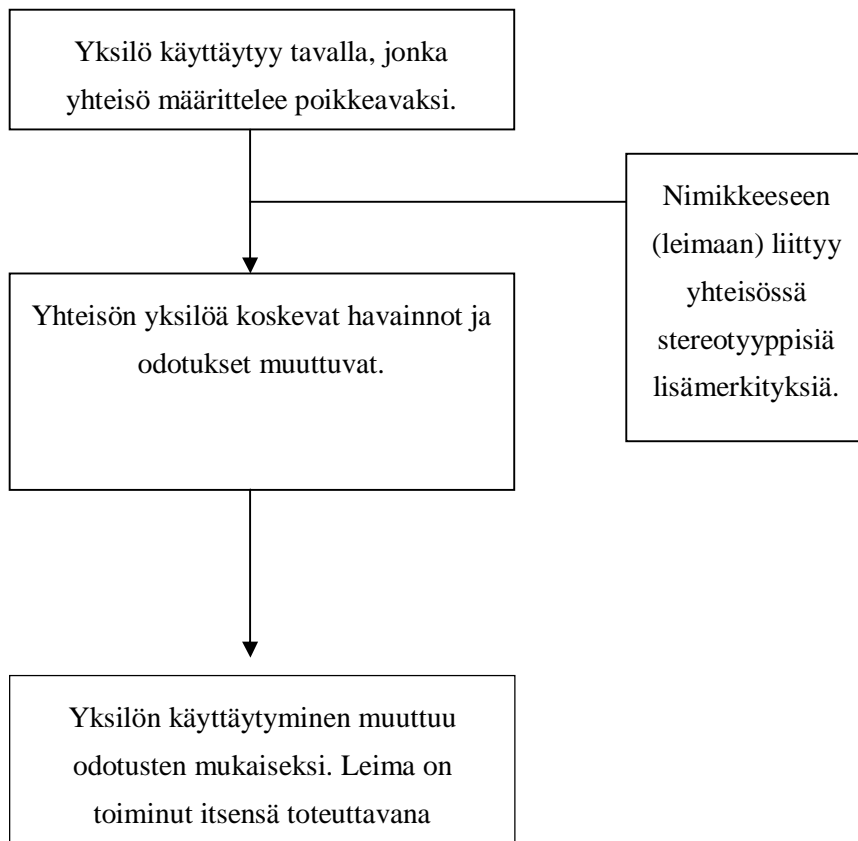 Yksilö käyttäytyy tavalla, jonka
yhteisö määrittelee poikkeavaksi.
Nimikkeeseen
(leimaan) liittyy
yhteisössä
stereotyyppisiä
lisämerkityksiä.
Yhteisön yksilöä koskevat havainnot ja
odotukset muuttuvat.
Yksilön käyttäytyminen muuttuu
odotusten mukaiseksi. Leima on
toiminut itsensä toteuttavana